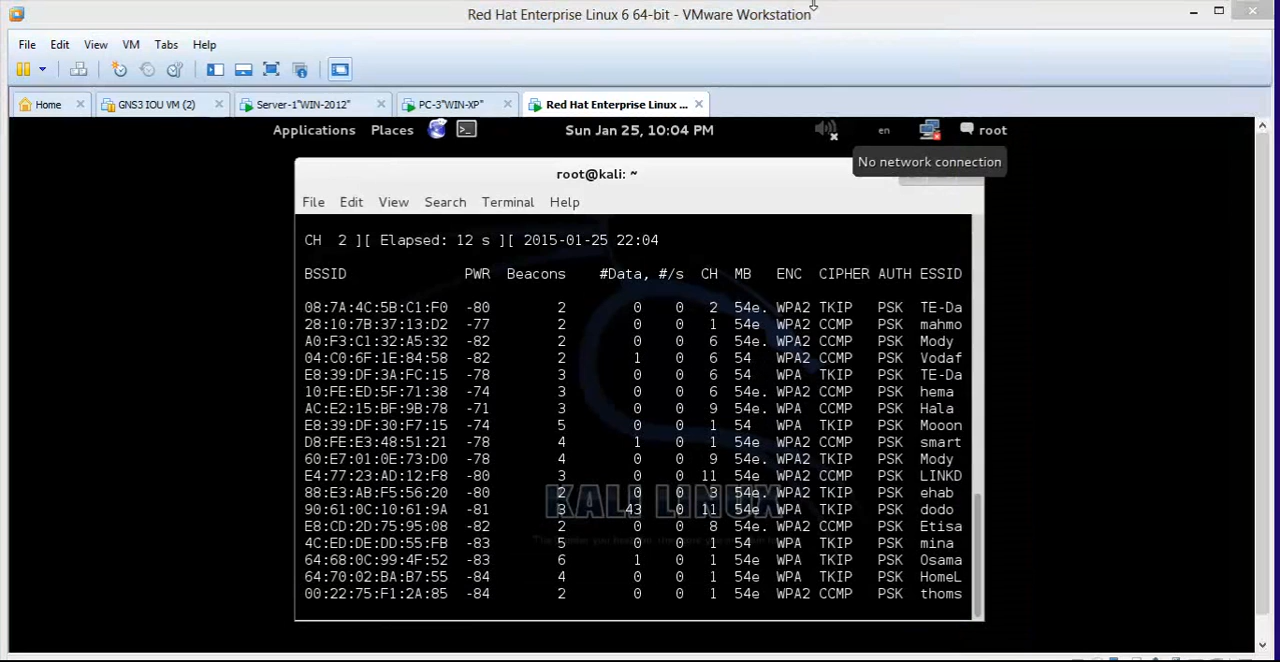 Red Hat Enterprise Linux 6 64-bit - VMware Workstation
File Edit View VM Tabs Help
Home GNS3 IOU VM (2) Server-1"WIN-2012" PC-3"WIN-XP" Red Hat Enterprise Linux ...
Applications Places Sun Jan 25, 10:04 PM en root
No network connection
root@kali: ~
File Edit View Search Terminal Help
CH 2 ][ Elapsed: 12 s ][ 2015-01-25 22:04
BSSID PWR Beacons #Data, #/s CH MB ENC CIPHER AUTH ESSID
08:7A:4C:5B:C1:F0 -80 2 0 0 2 54e. WPA2 TKIP PSK TE-Da
28:10:7B:37:13:D2 -77 2 0 0 1 54e WPA2 CCMP PSK mahmo
A0:F3:C1:32:A5:32 -82 2 0 0 6 54e. WPA2 CCMP PSK Mody
04:C0:6F:1E:84:58 -82 2 1 0 6 54 WPA2 CCMP PSK Vodaf
E8:39:DF:3A:FC:15 -78 3 0 0 6 54 WPA TKIP PSK TE-Da
10:FE:ED:5F:71:38 -74 3 0 0 6 54e. WPA2 CCMP PSK hema
AC:E2:15:BF:9B:78 -71 3 0 0 9 54e WPA CCMP PSK Hala
E8:39:DF:30:F7:15 -74 5 0 0 1 54 WPA TKIP PSK Mooon
D8:FE:E3:48:51:21 -78 4 1 0 1 54e WPA2 CCMP PSK smart
60:E7:01:0E:73:D0 -78 4 0 0 9 54e. WPA2 CCMP PSK Mody
E4:77:23:AD:12:F8 -80 3 0 0 11 54e WPA2 CCMP PSK LINKD
88:E3:AB:F5:56:20 -80 2 0 0 3 54e. WPA2 TKIP PSK ehab
90:61:0C:10:61:9A -81 3 43 0 11 54e WPA TKIP PSK dodo
E8:CD:2D:75:95:08 -82 2 0 0 8 54e. WPA2 CCMP PSK Etisa
4C:ED:DE:DD:55:FB -83 5 0 0 1 54 WPA TKIP PSK mina
64:68:0C:99:4F:52 -83 6 1 0 1 54e WPA TKIP PSK Osama
64:70:02:BA:B7:55 -84 4 0 0 1 54e WPA TKIP PSK HomeL
00:22:75:F1:2A:85 -84 2 0 0 1 54e WPA2 CCMP PSK thoms
KALI LINUX